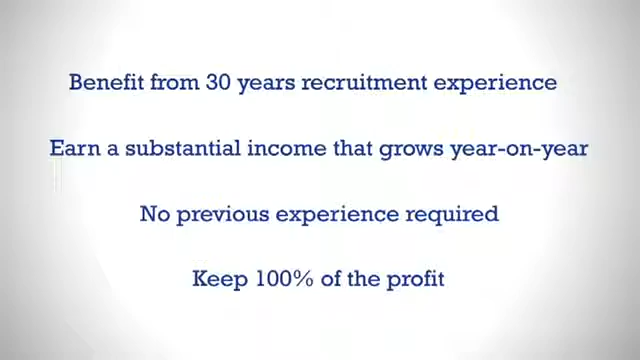 Benefit from 30 years recruitment experience
Earn a substantial income that grows year-on-year
No previous experience required
Keep 100% of the profit